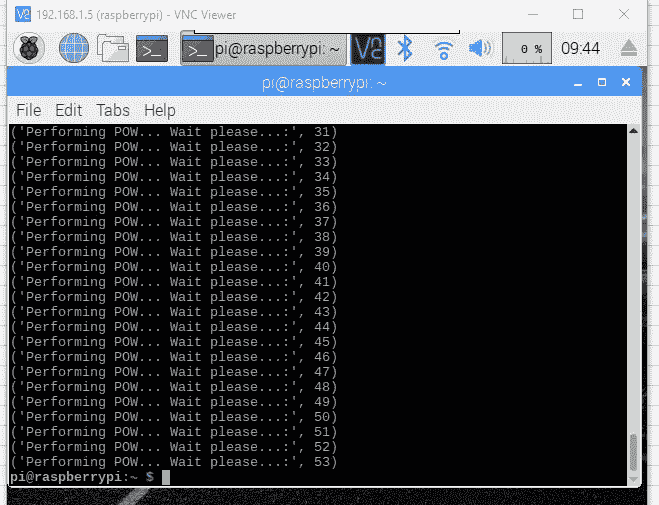 192.168.1.5 (raspberrypi) - VNC Viewer
pi@raspberrypi: ~
0 %
09:44
pi@raspberrypi: ~
File Edit Tabs Help
('Performing POW... Wait please...:', 31)
('Performing POW... Wait please...:', 32)
('Performing POW... Wait please...:', 33)
('Performing POW... Wait please...:', 34)
('Performing POW... Wait please...:', 35)
('Performing POW... Wait please...:', 36)
('Performing POW... Wait please...:', 37)
('Performing POW... Wait please...:', 38)
('Performing POW... Wait please...:', 39)
('Performing POW... Wait please...:', 40)
('Performing POW... Wait please...:', 41)
('Performing POW... Wait please...:', 42)
('Performing POW... Wait please...:', 43)
('Performing POW... Wait please...:', 44)
('Performing POW... Wait please...:', 45)
('Performing POW... Wait please...:', 46)
('Performing POW... Wait please...:', 47)
('Performing POW... Wait please...:', 48)
('Performing POW... Wait please...:', 49)
('Performing POW... Wait please...:', 50)
('Performing POW... Wait please...:', 51)
('Performing POW... Wait please...:', 52)
('Performing POW... Wait please...:', 53)
pi@raspberrypi:~ $